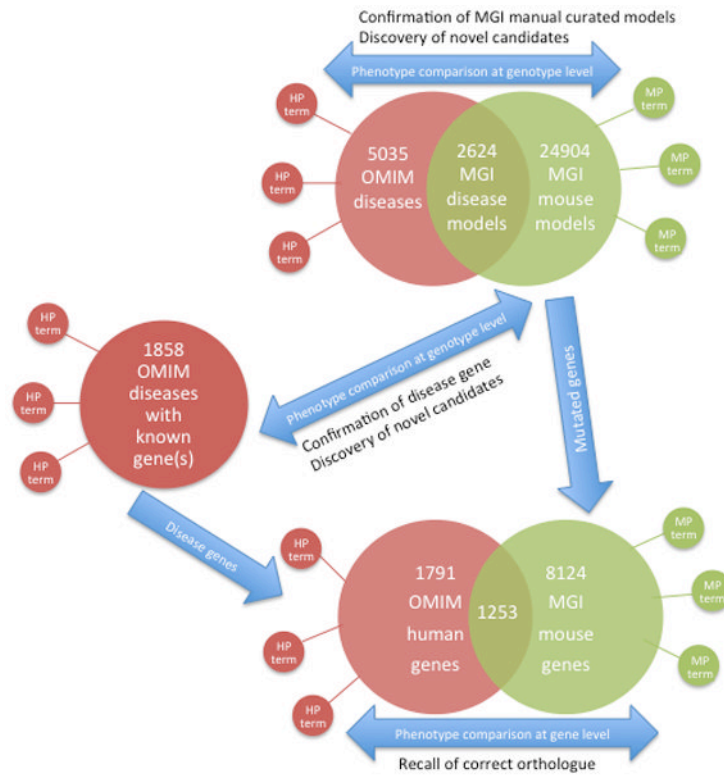 Confirmation of MGI manual curated models
Discovery of novel candidates
Phenotype comparison at genotype level
HP
term
HP
term
HP
term
5035
OMIM
diseases
2624
MGI
disease
models
24904
MGI
mouse
models
MP
term
MP
term
MP
term
HP
term
HP
term
HP
term
1858
OMIM
diseases
with
known
gene(s)
Phenotype comparison at genotype level
Confirmation of disease gene
Discovery of novel candidates
Mutated genes
Disease genes
HP
term
HP
term
HP
term
1791
OMIM
human
genes
1253
8124
MGI
mouse
genes
MP
term
MP
term
MP
term
Phenotype comparison at gene level
Recall of correct orthologue